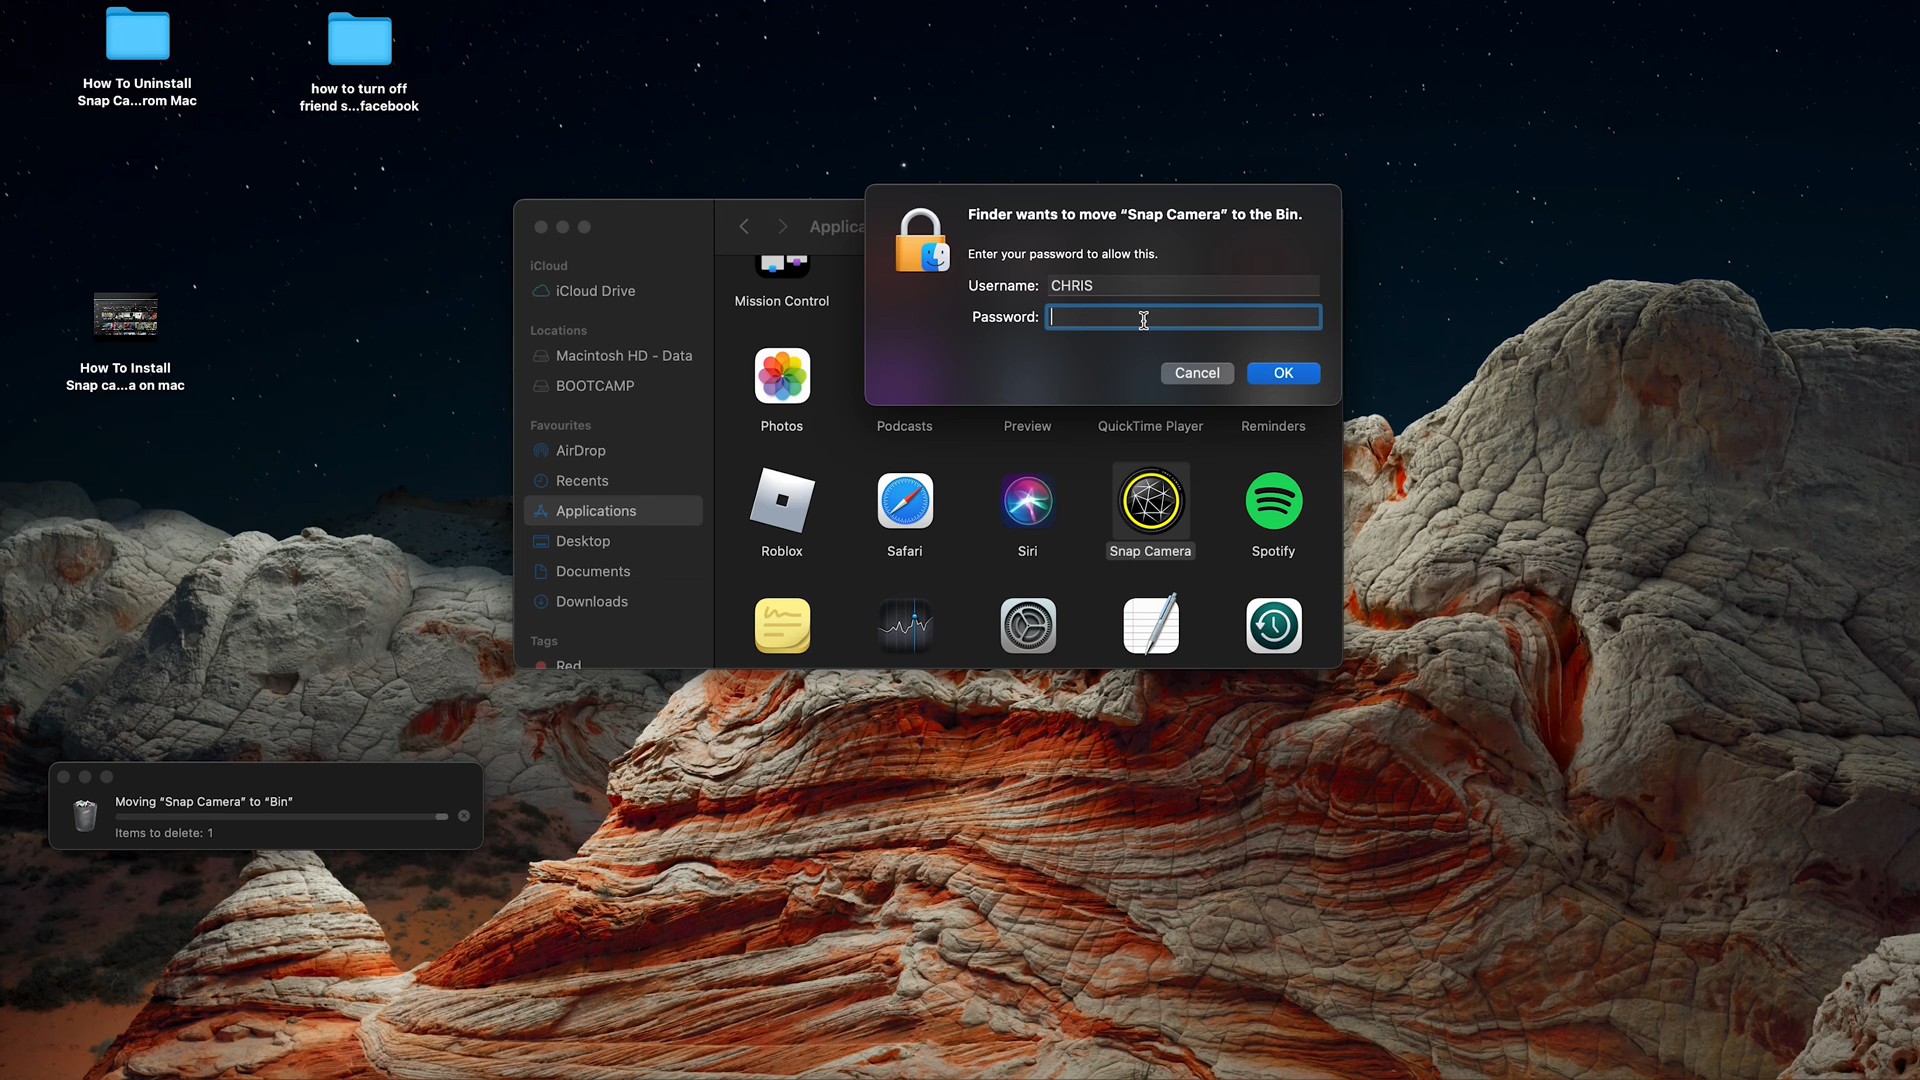 How To Uninstall
Snap Ca...rom Mac
how to turn off
friend s...facebook
How To Install
Snap ca...a on mac
iCloud
iCloud Drive
Locations
Macintosh HD - Data
BOOTCAMP
Favourites
AirDrop
Recents
Applications
Desktop
Documents
Downloads
Tags
Red
Applica
Mission Control
Photos
Podcasts
Preview
QuickTime Player
Reminders
Roblox
Safari
Siri
Snap Camera
Spotify
Finder wants to move “Snap Camera” to the Bin.
Enter your password to allow this.
Username: CHRIS
Password:
Cancel
OK
Moving “Snap Camera” to “Bin”
Items to delete: 1